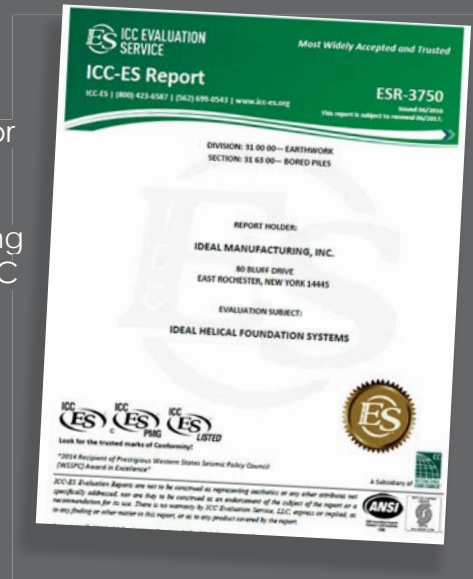 or
ng
C
ICC EVALUATION
SERVICE
Most Widely Accepted and Trusted
ICC-ES Report
ESR-3750
ICC-ES | (800) 423-6587 | (562) 699-0543 | www.icc-es.org
Issued 06/2016
This report is subject to renewal 06/2017.
DIVISION: 31 00 00— EARTHWORK
SECTION: 31 63 00— BORED PILES
REPORT HOLDER:
IDEAL MANUFACTURING, INC.
80 BLUFF DRIVE
EAST ROCHESTER, NEW YORK 14445
EVALUATION SUBJECT:
IDEAL HELICAL FOUNDATION SYSTEMS
ICC ICC ICC
ES ES ES ES
C PMG LISTED
Look for the trusted marks of Conformity!
"2014 Recipient of Prestigious Western States Seismic Policy Council
(WSSPC) Award in Excellence"
A Subsidiary of
ICC-ES Evaluation Reports are not to be construed as representing aesthetics or any other attributes not
specifically addressed, nor are they to be construed as an endorsement of the subject of the report or a
recommendation for its use. There is no warranty by ICC Evaluation Service, LLC, express or implied, as
to any finding or other matter in this report, or as to any product covered by the report.
ANSI